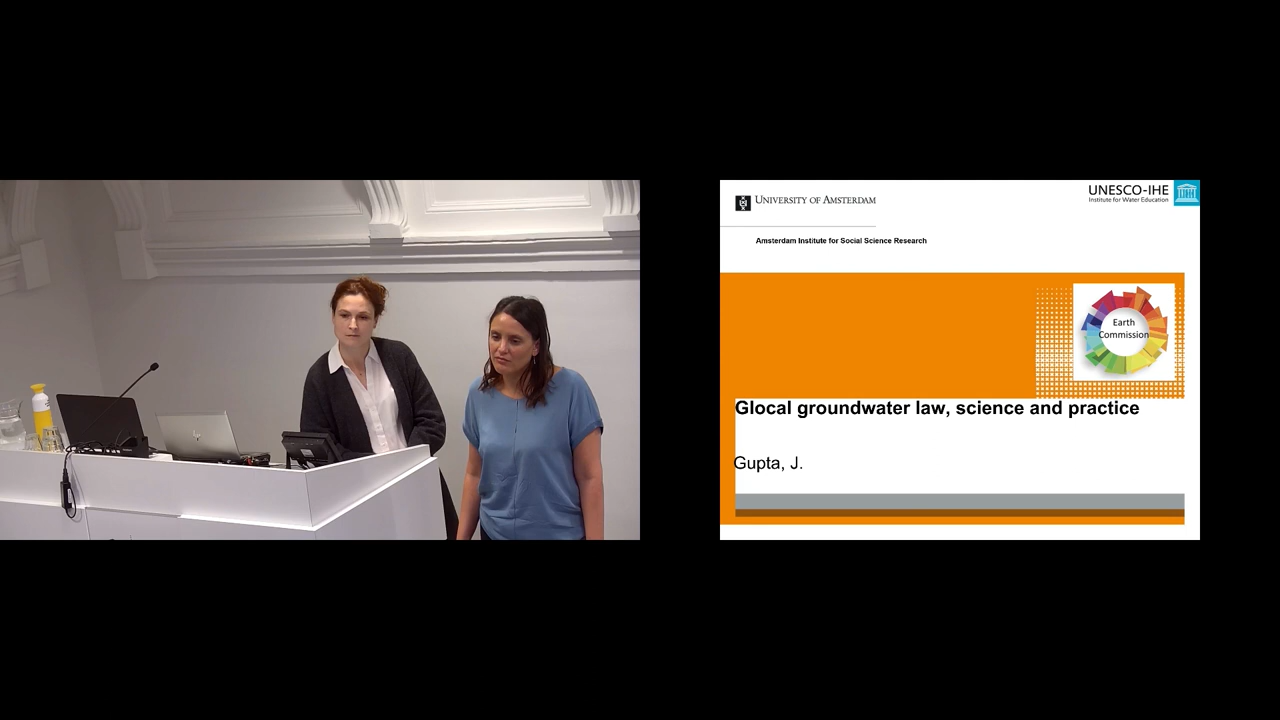 UNIVERSITY OF AMSTERDAM
UNESCO-IHE
Institute for Water Education
Amsterdam Institute for Social Science Research
Earth
Commission
Glocal groundwater law, science and practice
Gupta, J.